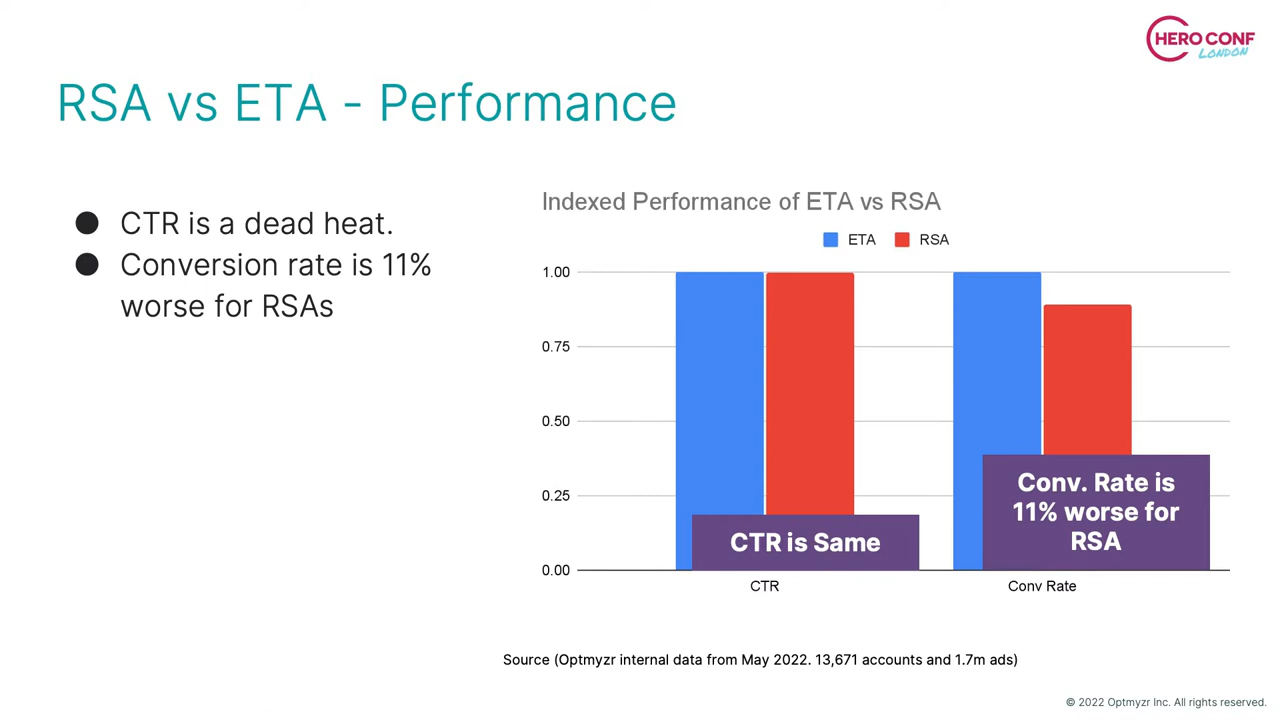 HERO CONF
LONDON
RSA vs ETA - Performance
● CTR is a dead heat.
● Conversion rate is 11%
worse for RSAs
Indexed Performance of ETA vs RSA
ETA RSA
1.00
0.75
0.50
0.25
0.00
CTR is Same
Conv. Rate is
11% worse for
RSA
CTR Conv Rate
Source (Optmyzr internal data from May 2022. 13,671 accounts and 1.7m ads)
© 2022 Optmyzr Inc. All rights reserved.